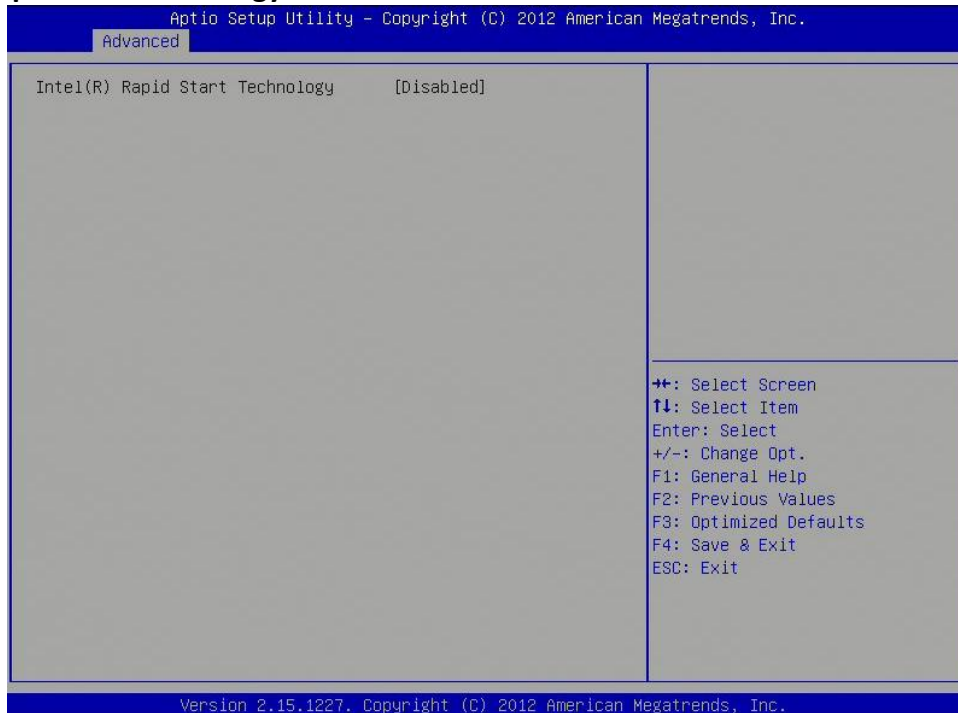 Aptio Setup Utility – Copyright (C) 2012 American Megatrends, Inc.
Advanced
Intel(R) Rapid Start Technology [Disabled]
→←: Select Screen
↑↓: Select Item
Enter: Select
+/-: Change Opt.
F1: General Help
F2: Previous Values
F3: Optimized Defaults
F4: Save & Exit
ESC: Exit
Version 2.15.1227. Copyright (C) 2012 American Megatrends, Inc.